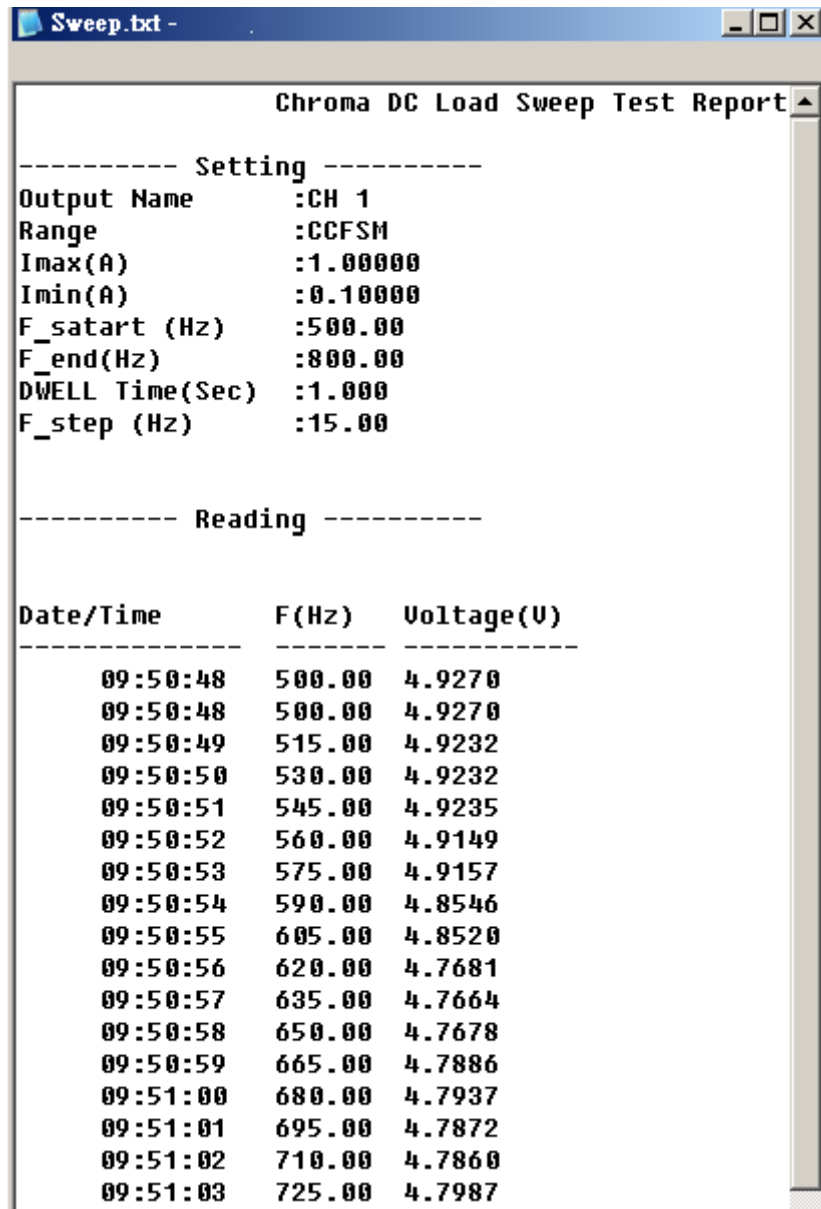 Sweep.txt -
Chroma DC Load Sweep Test Report
---------- Setting ----------
Output Name :CH 1
Range :CCFSM
Imax(A) :1.00000
Imin(A) :0.10000
F_satart (Hz) :500.00
F_end(Hz) :800.00
DWELL Time(Sec) :1.000
F_step (Hz) :15.00
---------- Reading ----------
Date/Time F(Hz) Voltage(V)
-------------- ------- -----------
09:50:48 500.00 4.9270
09:50:48 500.00 4.9270
09:50:49 515.00 4.9232
09:50:50 530.00 4.9232
09:50:51 545.00 4.9235
09:50:52 560.00 4.9149
09:50:53 575.00 4.9157
09:50:54 590.00 4.8546
09:50:55 605.00 4.8520
09:50:56 620.00 4.7681
09:50:57 635.00 4.7664
09:50:58 650.00 4.7678
09:50:59 665.00 4.7886
09:51:00 680.00 4.7937
09:51:01 695.00 4.7872
09:51:02 710.00 4.7860
09:51:03 725.00 4.7987